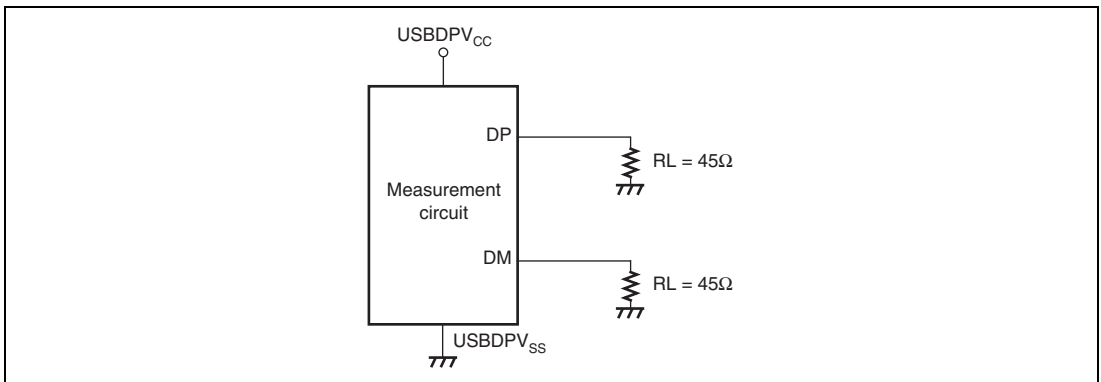 USBDPVCC
DP
RL = 45Ω
Measurement
circuit
DM
RL = 45Ω
USBDPVSS